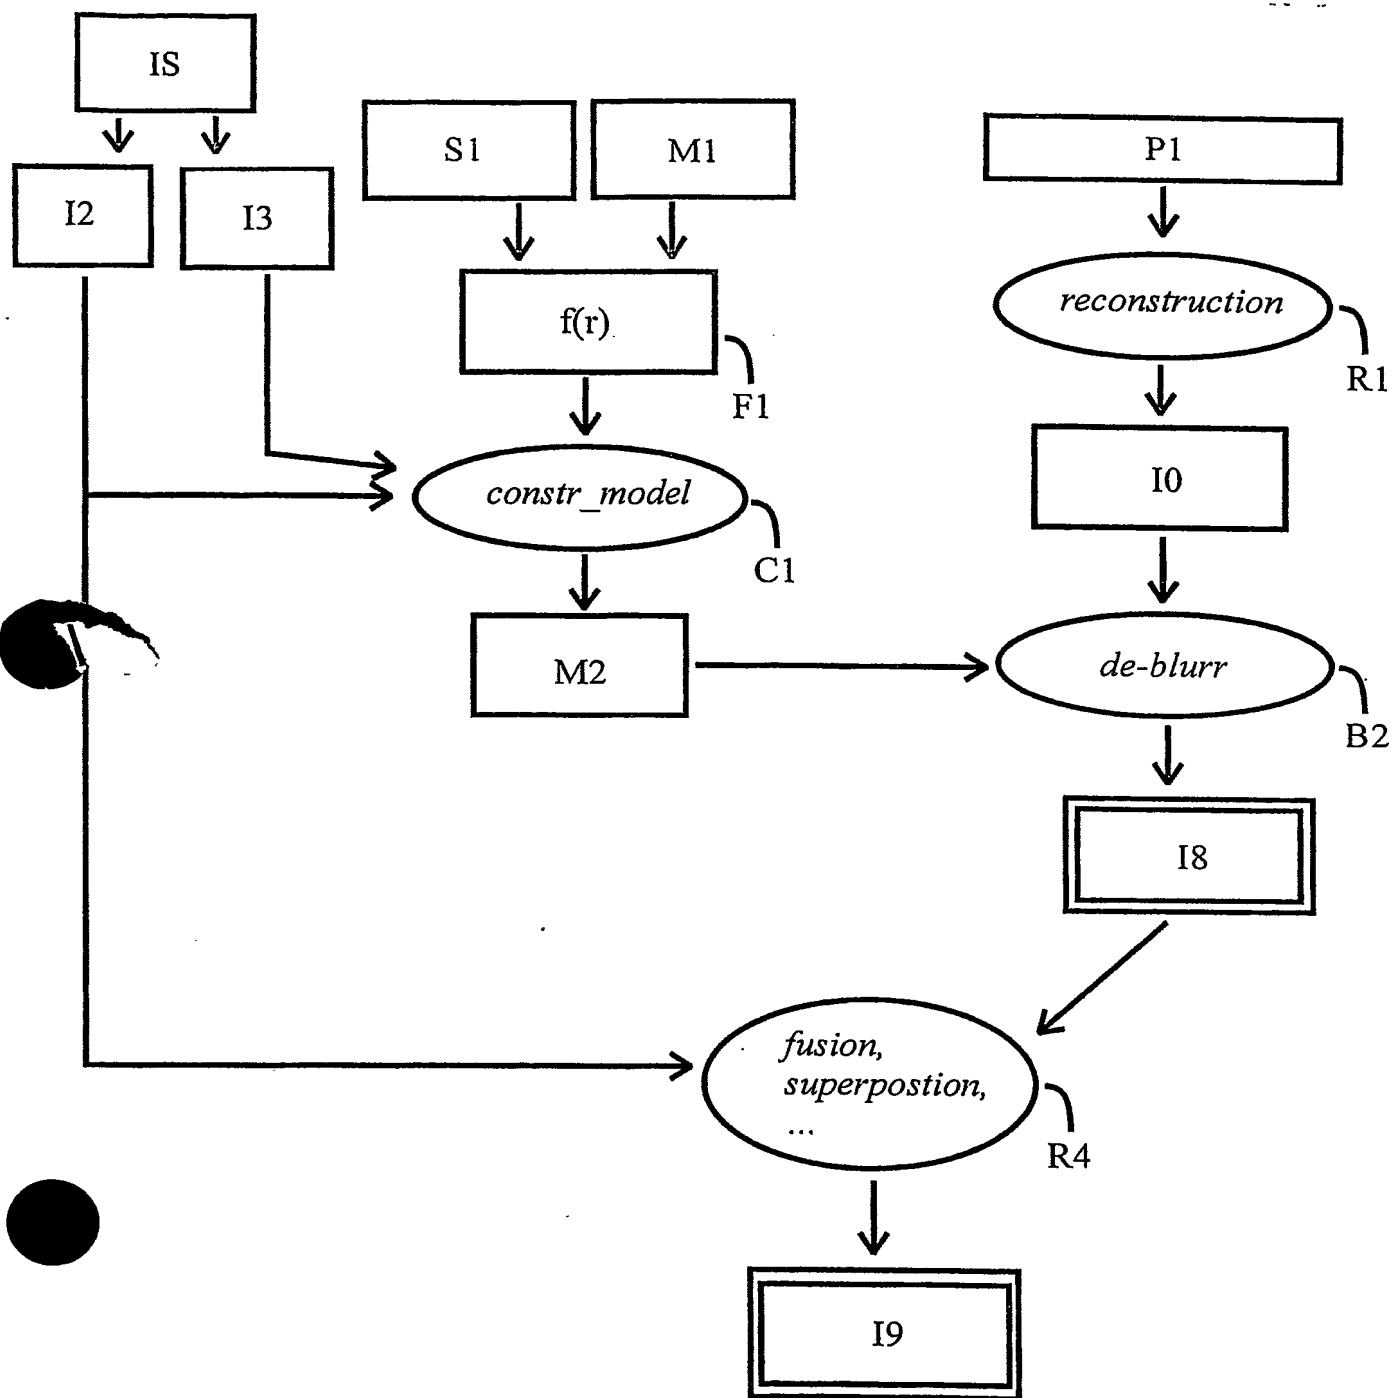 IS
S1
M1
P1
I2
I3
f(r)
reconstruction
R1
F1
I0
constr_model
C1
M2
de-blurr
B2
I8
fusion,
superpostion,
...
R4
I9